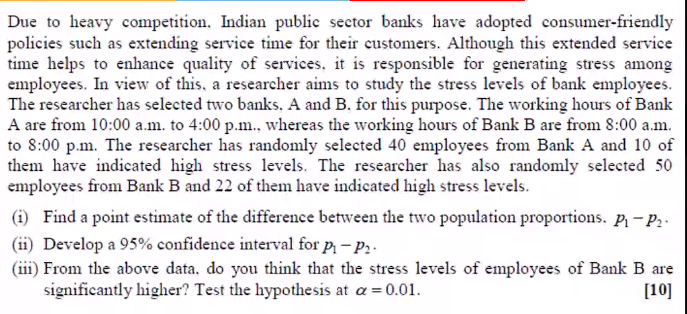 Due to heavy competition, Indian public sector banks have adopted consumer-friendly
policies such as extending service time for their customers. Although this extended service
time helps to enhance quality of services, it is responsible for generating stress among
employees. In view of this, a researcher aims to study the stress levels of bank employees.
The researcher has selected two banks, A and B, for this purpose. The working hours of Bank
A are from 10:00 a.m. to 4:00 p.m., whereas the working hours of Bank B are from 8:00 a.m.
to 8:00 p.m. The researcher has randomly selected 40 employees from Bank A and 10 of
them have indicated high stress levels. The researcher has also randomly selected 50
employees from Bank B and 22 of them have indicated high stress levels.
(i) Find a point estimate of the difference between the two population proportions, p₁ − p₂.
(ii) Develop a 95% confidence interval for p₁ − p₂.
(iii) From the above data, do you think that the stress levels of employees of Bank B are
significantly higher? Test the hypothesis at α = 0.01. [10]